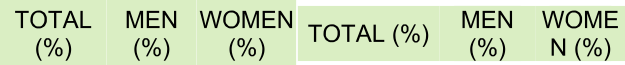 TOTAL (%)
MEN (%)
WOMEN (%)
TOTAL (%)
MEN (%)
WOME
N (%)